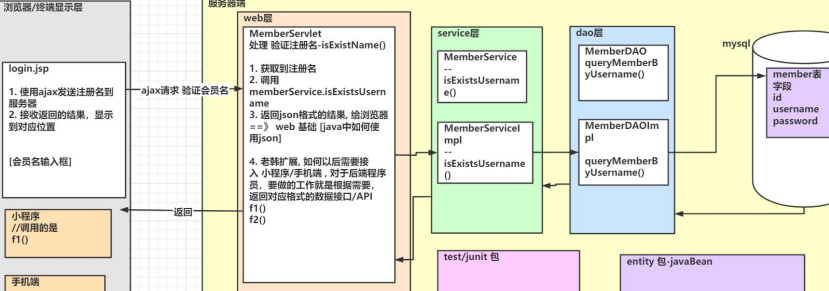 浏览器/终端显示层
服务器端
login.jsp
1. 使用ajax发送注册名到
服务器
2. 接收返回的结果, 显示
到对应位置
[会员名输入框]
小程序
//调用的是
f1()
手机端
ajax请求 验证会员名
返回
web层
MemberServlet
处理 验证注册名-isExistName()
1. 获取到注册名
2. 调用
memberService.isExistsUsern
ame
3. 返回json格式的结果, 给浏览器
==》 web 基础 [java中如何使
用json]
4. 老韩扩展, 如何以后需要接
入 小程序/手机端 , 对于后端程序
员，要做的工作就是根据需要，
返回对应格式的数据接口/API
f1()
f2()
service层
MemberService
--
isExistsUsernam
e()
MemberServiceI
mpl
--
isExistsUsername
()
dao层
MemberDAO
queryMemberB
yUsername()
MemberDAOIm
pl
queryMemberB
yUsername()
mysql
member表
字段
id
username
password
test/junit 包
entity 包-javaBean